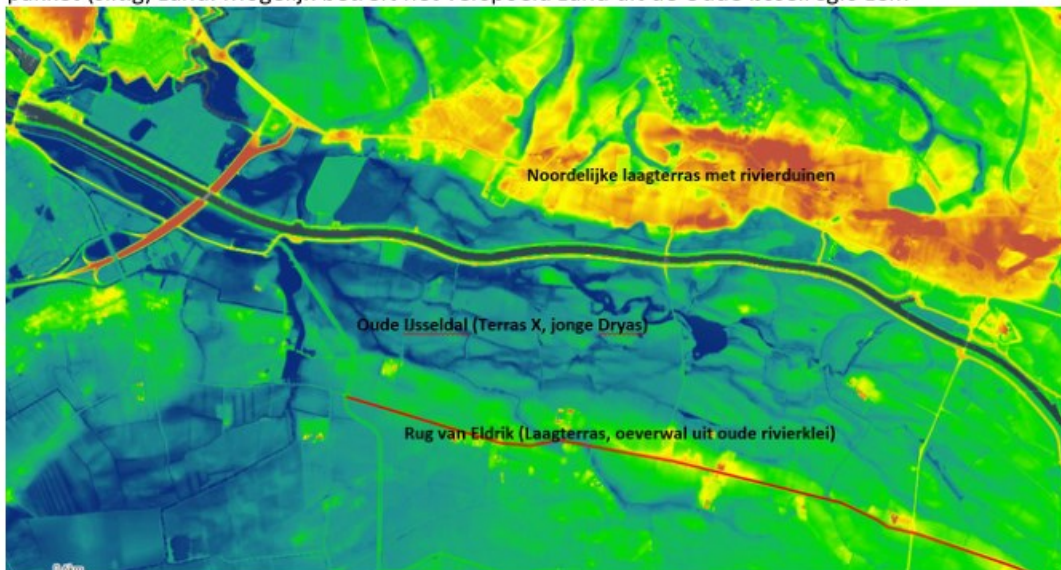 Noordelijke laagterras met rivierduinen
Oude IJsseldal (Terras X, jonge Dryas)
Rug van Eldrik (Laagterras, oeverwal uit oude rivierklei)